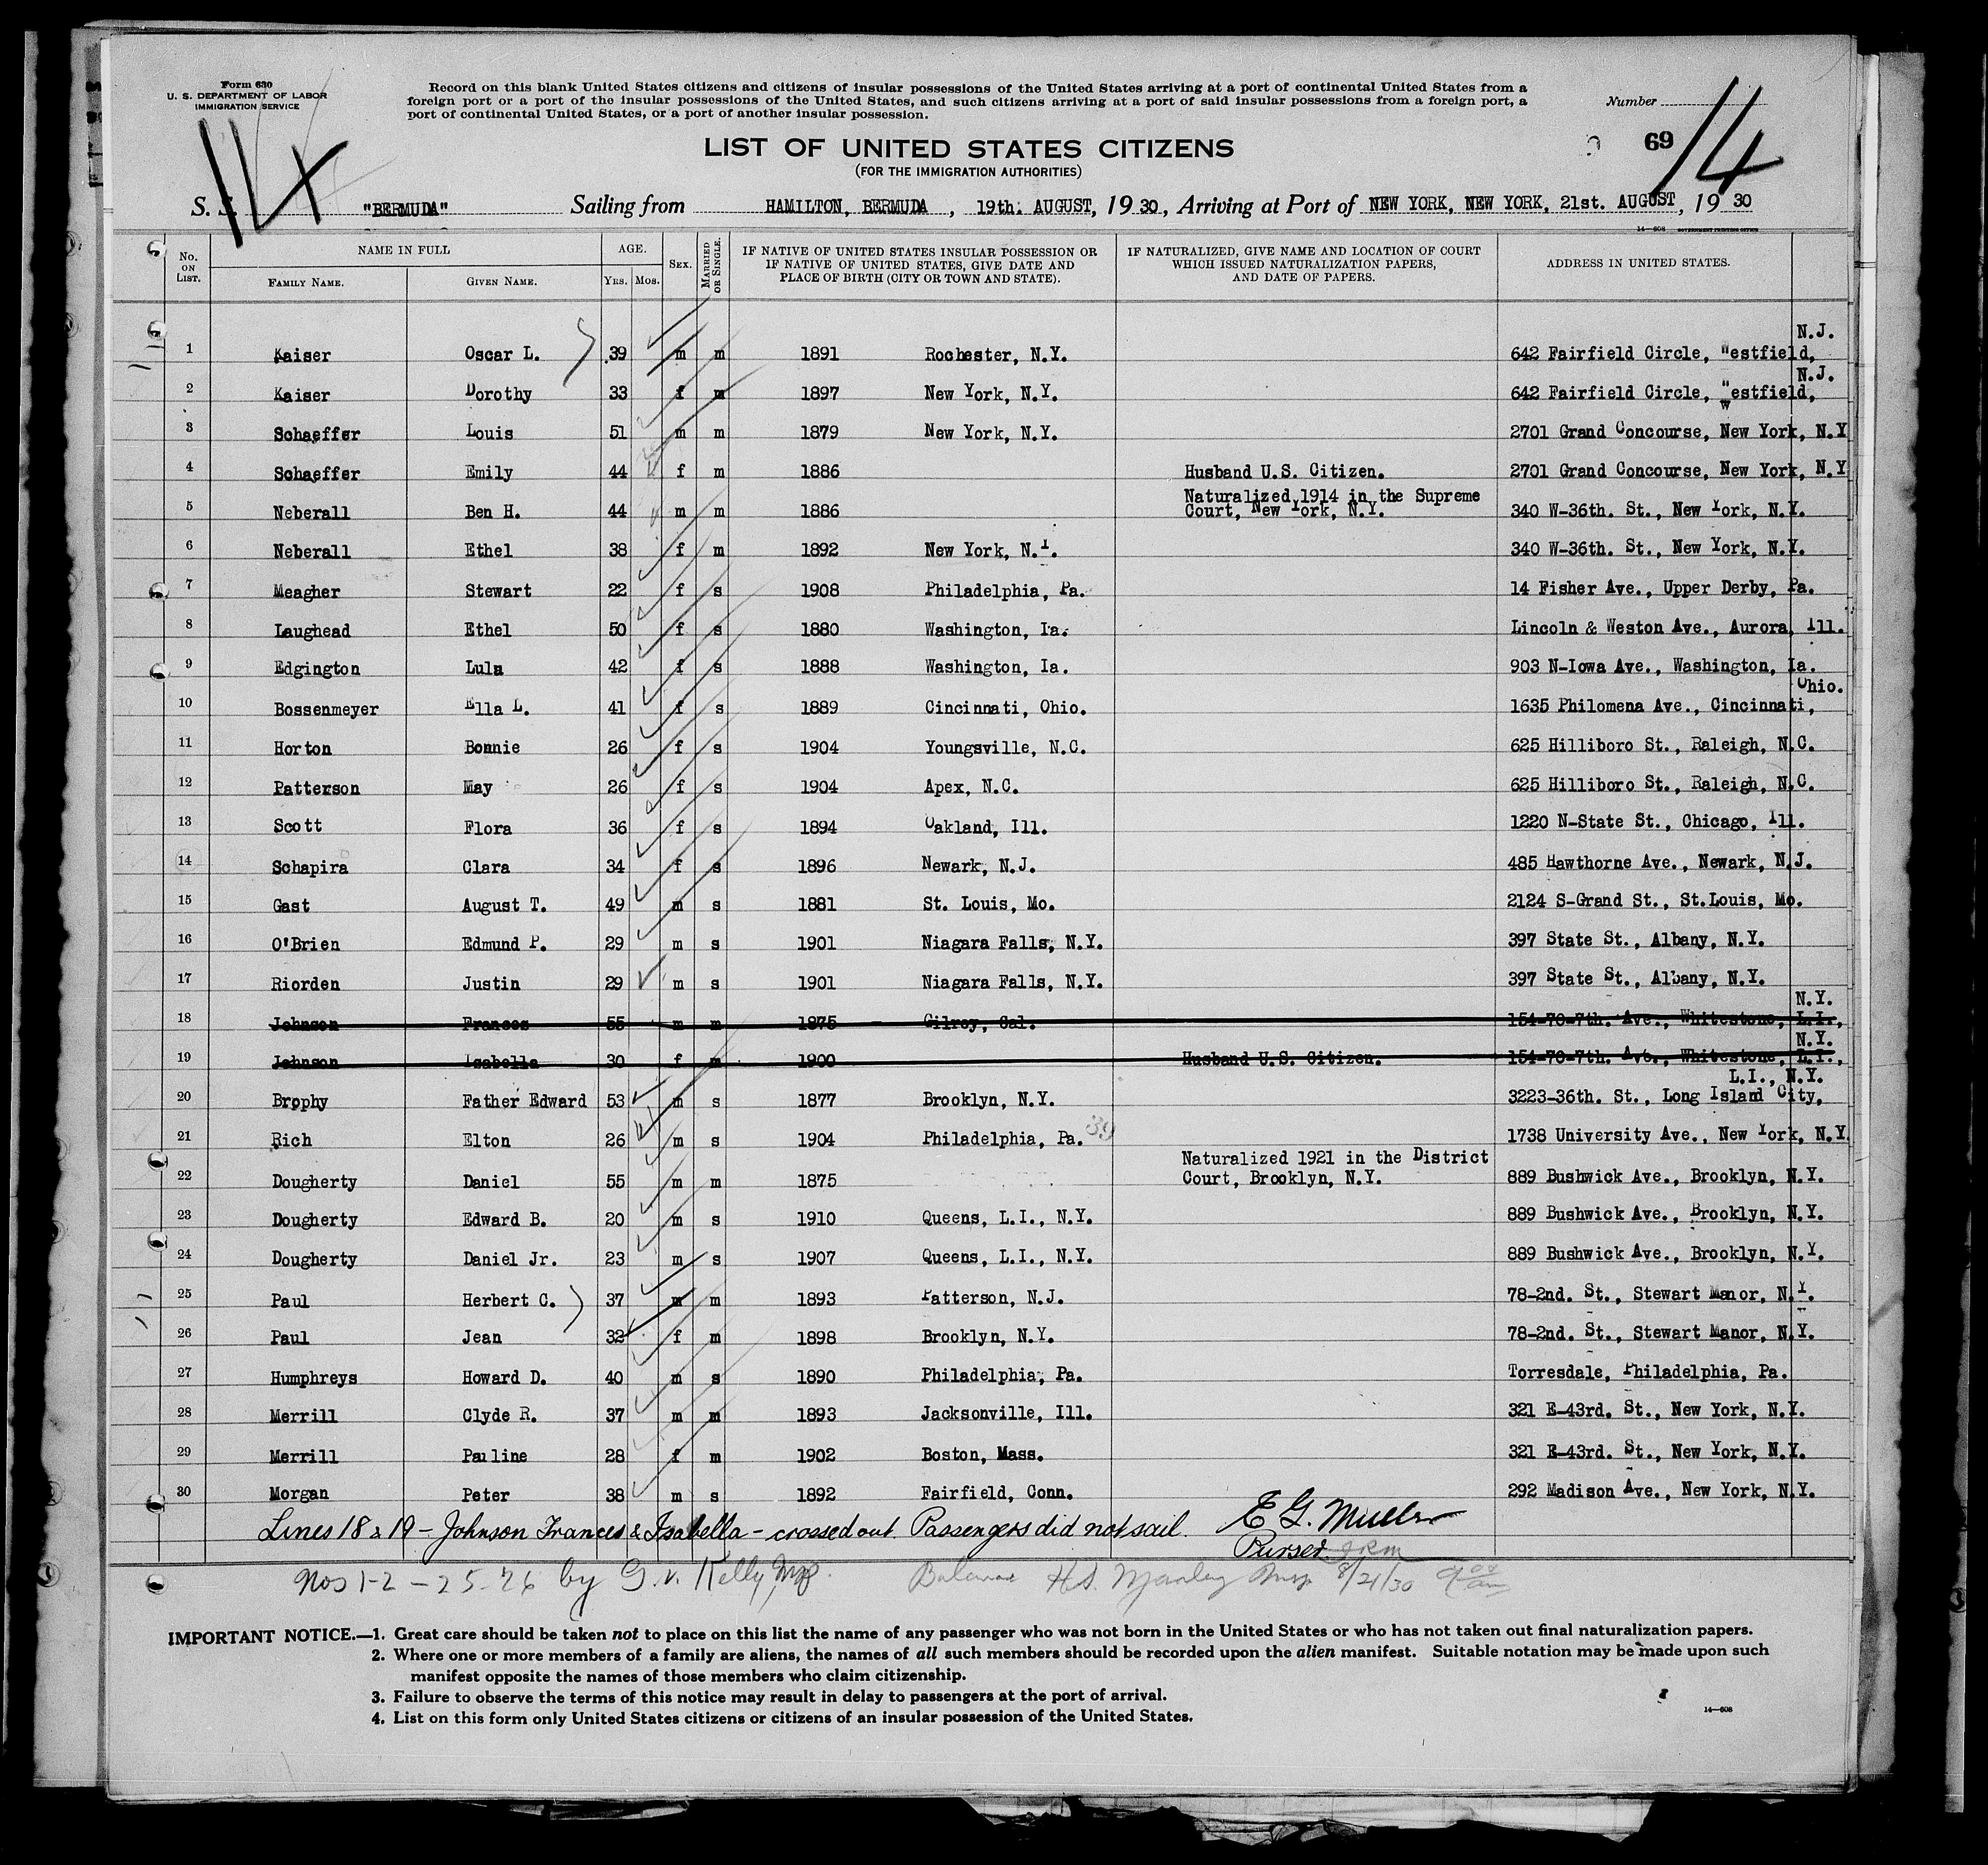 Form 630
U. S. DEPARTMENT OF LABOR
IMMIGRATION SERVICE
Record on this blank United States citizens and citizens of insular possessions of the United States arriving at a port of continental United States from a
foreign port or a port of the insular possessions of the United States, and such citizens arriving at a port of said insular possessions from a foreign port, a
port of continental United States, or a port of another insular possession.
Number
69
14
LIST OF UNITED STATES CITIZENS
(FOR THE IMMIGRATION AUTHORITIES)
S. S. "BERMUDA" Sailing from HAMILTON, BERMUDA, 19th. AUGUST, 1930, Arriving at Port of NEW YORK, NEW YORK, 21st. AUGUST, 1930
14—608 GOVERNMENT PRINTING OFFICE
No. ON LIST. NAME IN FULL FAMILY NAME. GIVEN NAME. AGE. YRS. MOS. SEX. MARRIED OR SINGLE. IF NATIVE OF UNITED STATES INSULAR POSSESSION OR IF NATIVE OF UNITED STATES, GIVE DATE AND PLACE OF BIRTH (CITY OR TOWN AND STATE). IF NATURALIZED, GIVE NAME AND LOCATION OF COURT WHICH ISSUED NATURALIZATION PAPERS, AND DATE OF PAPERS. ADDRESS IN UNITED STATES.
1 Kaiser Oscar L. 39 m m 1891 Rochester, N.Y. 642 Fairfield Circle, "estfield, N.J.
2 Kaiser Dorothy 33 f m 1897 New York, N.Y. 642 Fairfield Circle, Westfield, N.J.
3 Schaeffer Louis 51 m m 1879 New York, N.Y. 2701 Grand Concourse, New York, N.Y
4 Schaeffer Emily 44 f m 1886 Husband U.S. Citizen. 2701 Grand Concourse, New York, N.Y
5 Neberall Ben H. 44 m m 1886 Naturalized 1914 in the Supreme Court, New York, N.Y. 340 W-36th. St., New York, N.Y.
6 Neberall Ethel 38 f m 1892 New York, N.Y. 340 W-36th. St., New York, N.Y.
7 Meagher Stewart 22 f s 1908 Philadelphia, Pa. 14 Fisher Ave., Upper Derby, Pa.
8 Laughead Ethel 50 f s 1880 Washington, Ia. Lincoln & Weston Ave., Aurora, Ill.
9 Edgington Lula 42 f s 1888 Washington, Ia. 903 N-Iowa Ave., Washington, Ia.
10 Bossenmeyer Ella L. 41 f s 1889 Cincinnati, Ohio. 1635 Philomena Ave., Cincinnati, Ohio.
11 Horton Bonnie 26 f s 1904 Youngsville, N.C. 625 Hilliboro St., Raleigh, N.C.
12 Patterson May 26 f s 1904 Apex, N.C. 625 Hilliboro St., Raleigh, N.C.
13 Scott Flora 36 f s 1894 Oakland, Ill. 1220 N-State St., Chicago, Ill.
14 Schapira Clara 34 f s 1896 Newark, N.J. 485 Hawthorne Ave., Newark, N.J.
15 Gast August T. 49 m s 1881 St. Louis, Mo. 2124 S-Grand St., St.Louis, Mo.
16 O'Brien Edmund P. 29 m s 1901 Niagara Falls, N.Y. 397 State St., Albany, N.Y.
17 Riorden Justin 29 m s 1901 Niagara Falls, N.Y. 397 State St., Albany, N.Y.
18 Johnson Frances 55 m m 1875 Gilroy, Cal. 154-70-7th. Ave., Whitestone, L.I., N.Y.
19 Johnson Isabella 30 f m 1900 Husband U.S. Citizen. 154-70-7th. Ave., Whitestone, L.I., N.Y.
20 Brophy Father Edward 53 m s 1877 Brooklyn, N.Y. 3223-36th. St., Long Island City, L.I., N.Y.
21 Rich Elton 26 m s 1904 Philadelphia, Pa. 39 1738 University Ave., New York, N.Y.
22 Dougherty Daniel 55 m m 1875 Naturalized 1921 in the District Court, Brooklyn, N.Y. 889 Bushwick Ave., Brooklyn, N.Y.
23 Dougherty Edward B. 20 m s 1910 Queens, L.I., N.Y. 889 Bushwick Ave., Brooklyn, N.Y.
24 Dougherty Daniel Jr. 23 m s 1907 Queens, L.I., N.Y. 889 Bushwick Ave., Brooklyn, N.Y.
25 Paul Herbert C. 37 m m 1893 Patterson, N.J. 78-2nd. St., Stewart Manor, N.Y.
26 Paul Jean 32 f m 1898 Brooklyn, N.Y. 78-2nd. St., Stewart Manor, N.Y.
27 Humphreys Howard D. 40 m s 1890 Philadelphia, Pa. Torresdale, Philadelphia, Pa.
28 Merrill Clyde R. 37 m m 1893 Jacksonville, Ill. 321 E-43rd. St., New York, N.Y.
29 Merrill Pauline 28 f m 1902 Boston, Mass. 321 E-43rd. St., New York, N.Y.
30 Morgan Peter 38 m s 1892 Fairfield, Conn. 292 Madison Ave., New York, N.Y.
Lines 18 & 19 - Johnson Frances & Isabella - crossed out. Passengers did not sail. E G. Muller
Purser.
Nos 1-2 - 25-26 by G. V. Kelly Insp. Balance H.S. Insp 8/21/30 9 00 am
IMPORTANT NOTICE.—1. Great care should be taken not to place on this list the name of any passenger who was not born in the United States or who has not taken out final naturalization papers.
2. Where one or more members of a family are aliens, the names of all such members should be recorded upon the alien manifest. Suitable notation may be made upon such
manifest opposite the names of those members who claim citizenship.
3. Failure to observe the terms of this notice may result in delay to passengers at the port of arrival.
4. List on this form only United States citizens or citizens of an insular possession of the United States.
14—608